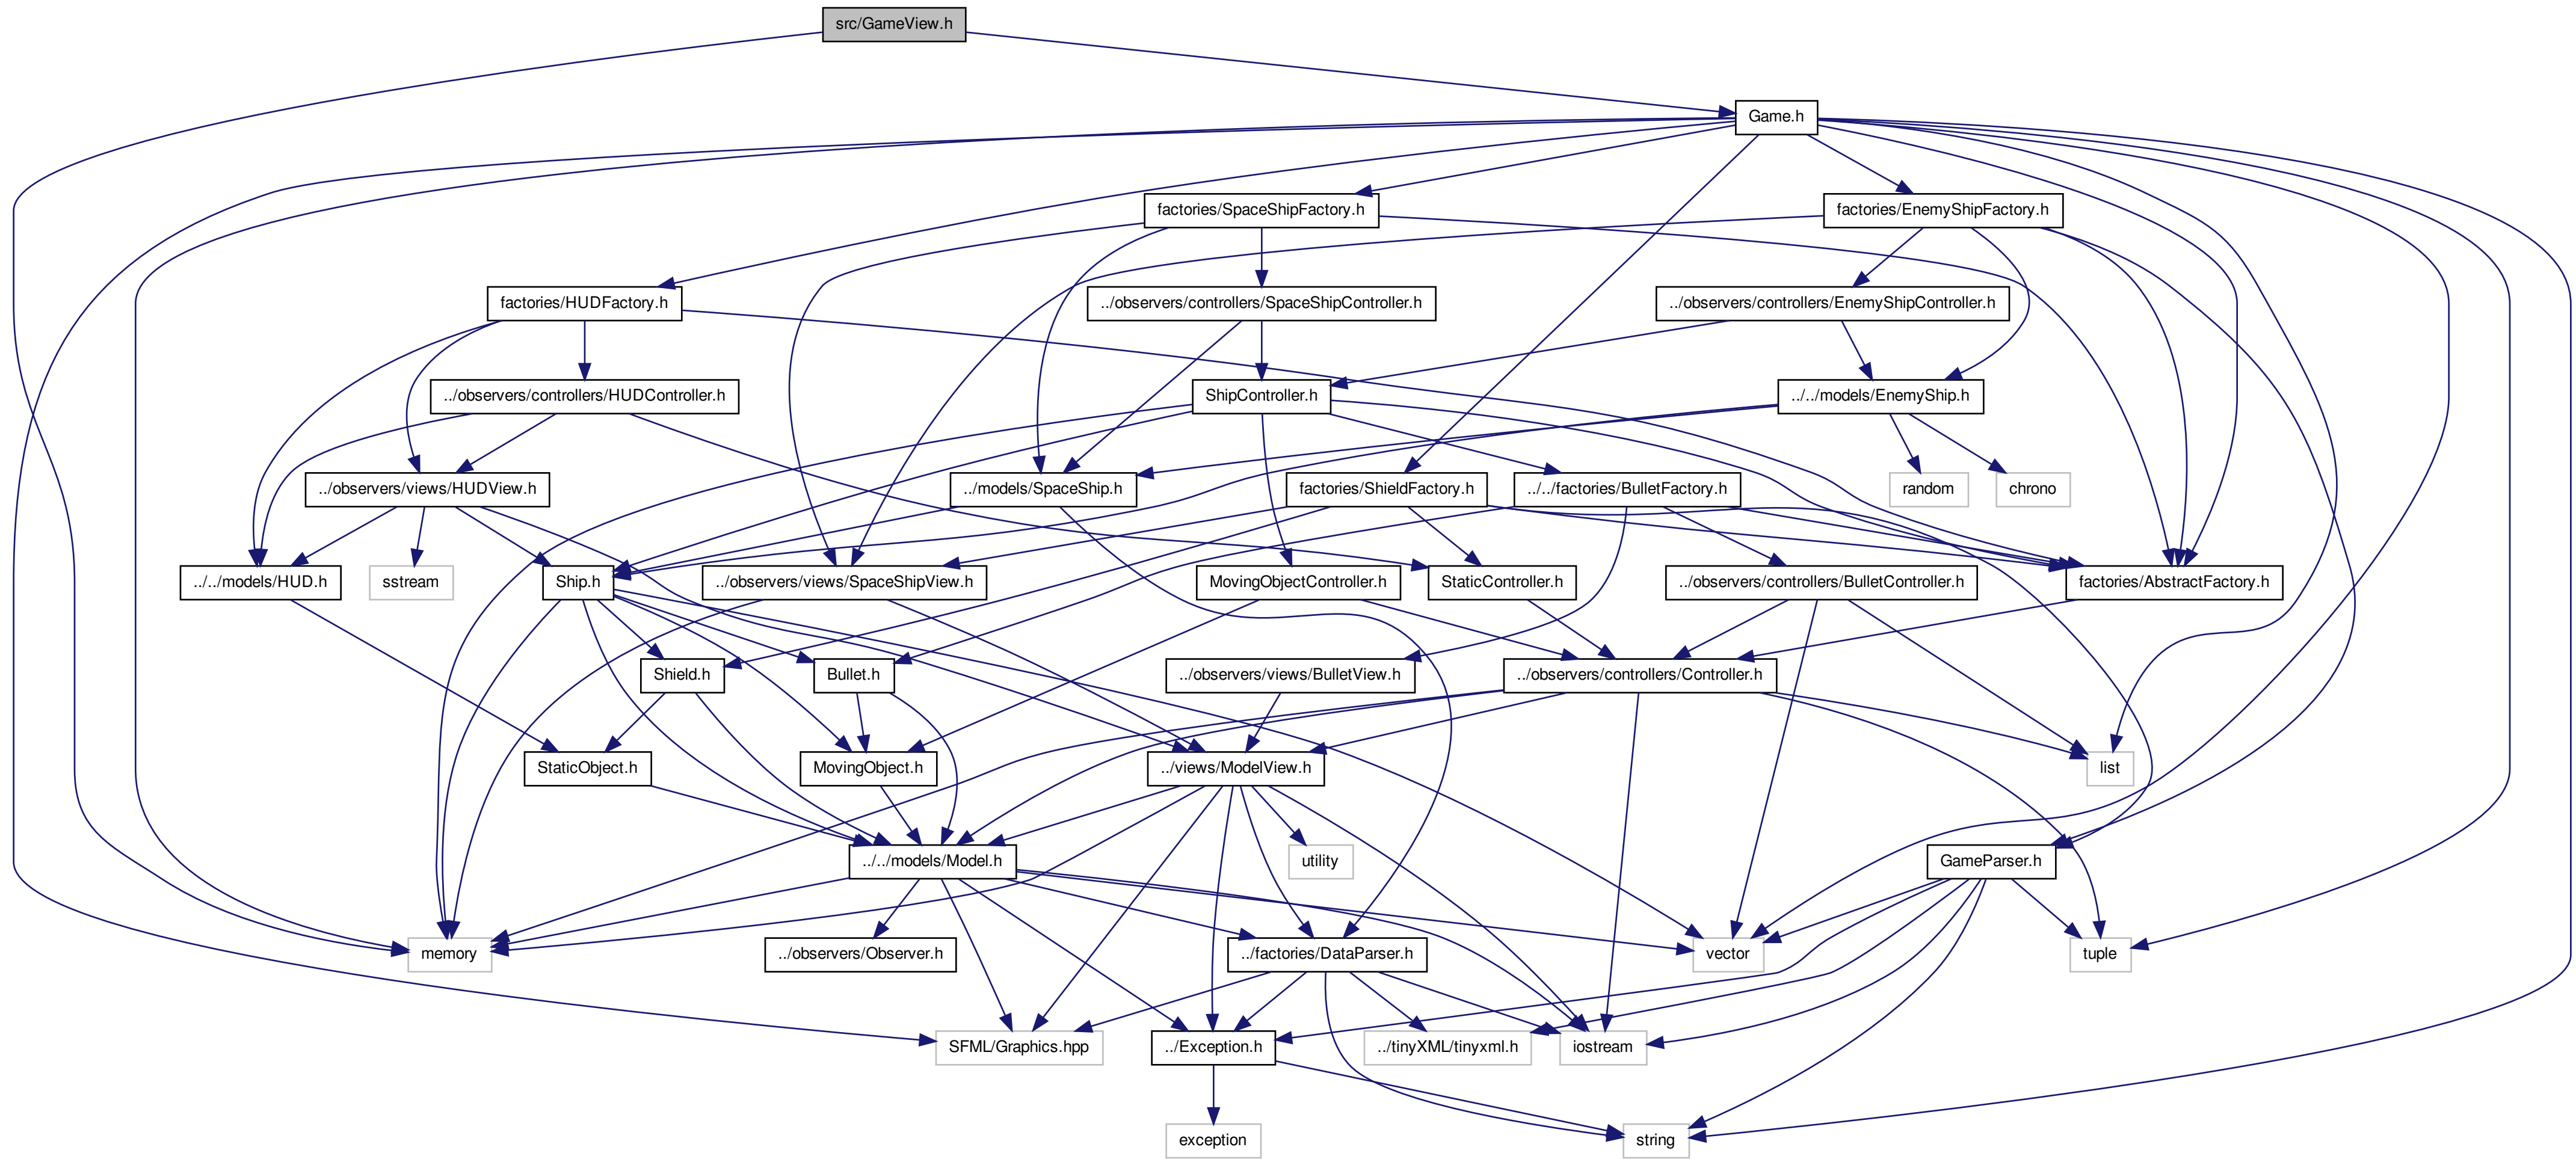 src/GameView.h
Game.h
factories/SpaceShipFactory.h
factories/EnemyShipFactory.h
factories/HUDFactory.h
../observers/controllers/SpaceShipController.h
../observers/controllers/EnemyShipController.h
../observers/controllers/HUDController.h
ShipController.h
../../models/EnemyShip.h
../observers/views/HUDView.h
../models/SpaceShip.h
factories/ShieldFactory.h
../../factories/BulletFactory.h
random
chrono
../../models/HUD.h
sstream
Ship.h
../observers/views/SpaceShipView.h
MovingObjectController.h
StaticController.h
../observers/controllers/BulletController.h
factories/AbstractFactory.h
Shield.h
Bullet.h
../observers/views/BulletView.h
../observers/controllers/Controller.h
StaticObject.h
MovingObject.h
../views/ModelView.h
list
../../models/Model.h
utility
GameParser.h
memory
../observers/Observer.h
../factories/DataParser.h
vector
tuple
SFML/Graphics.hpp
../Exception.h
../tinyXML/tinyxml.h
iostream
exception
string